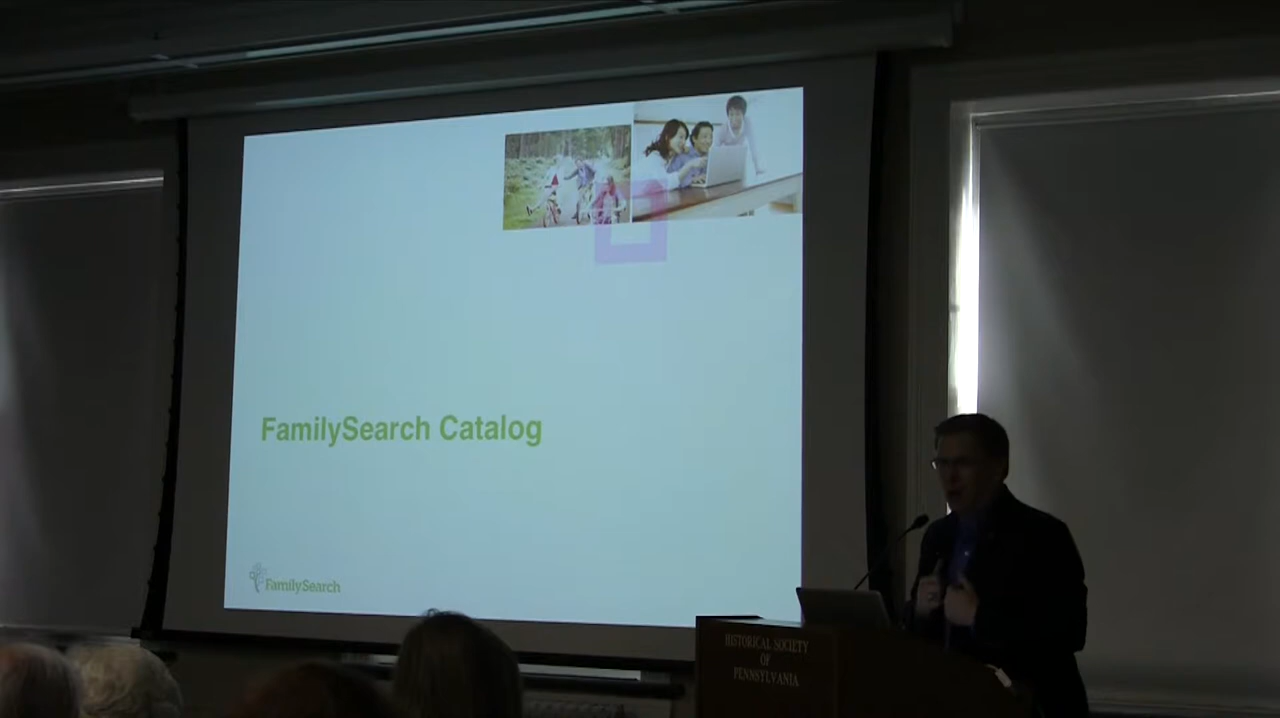 FamilySearch Catalog
FamilySearch
HISTORICAL SOCIETY
OF
PENNSYLVANIA